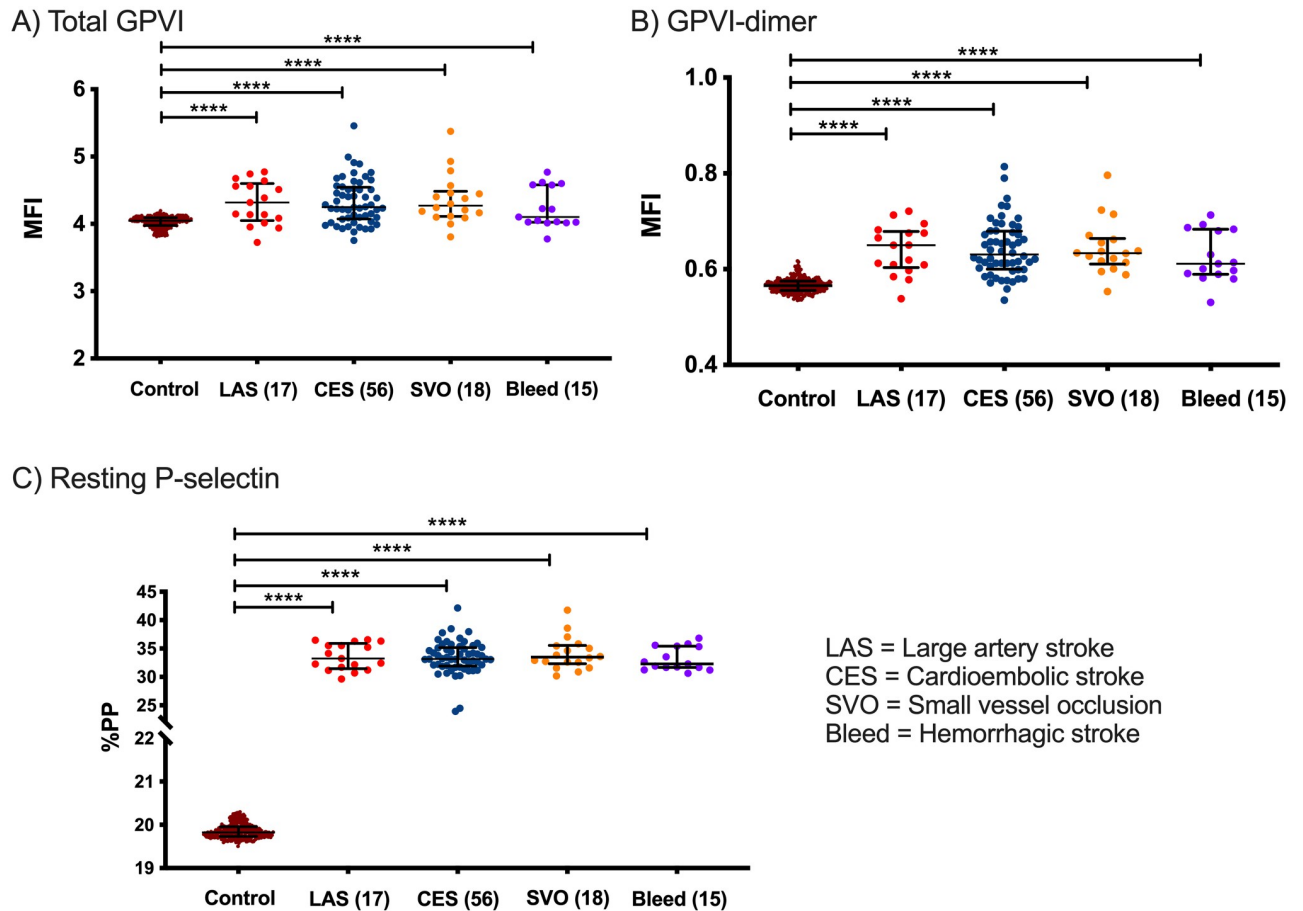 A) Total GPVI
****
****
****
****
MFI
6
5
4
3
2
Control LAS (17) CES (56) SVO (18) Bleed (15)
B) GPVI-dimer
****
****
****
****
MFI
1.0
0.8
0.6
0.4
Control LAS (17) CES (56) SVO (18) Bleed (15)
C) Resting P-selectin
****
****
****
****
%PP
45
40
35
30
25
22
21
20
19
Control LAS (17) CES (56) SVO (18) Bleed (15)
LAS = Large artery stroke
CES = Cardioembolic stroke
SVO = Small vessel occlusion
Bleed = Hemorrhagic stroke